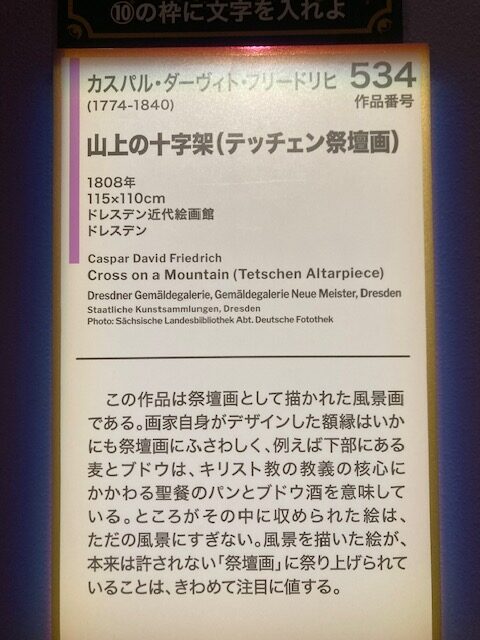 ⑩の枠に文字を入れよ
カスパル・ダーヴィト・フリードリヒ 534
(1774-1840) 作品番号
山上の十字架(テッチェン祭壇画)
1808年
115×110cm
ドレスデン近代絵画館
ドレスデン
Caspar David Friedrich
Cross on a Mountain (Tetschen Altarpiece)
Dresdner Gemäldegalerie, Gemäldegalerie Neue Meister, Dresden
Staatliche Kunstsammlungen, Dresden
Photo: Sächsische Landesbibliothek Abt. Deutsche Fotothek
この作品は祭壇画として描かれた風景画
である。画家自身がデザインした額縁はいか
にも祭壇画にふさわしく、例えば下部にある
麦とブドウは、キリスト教の教義の核心に
かかわる聖餐のパンとブドウ酒を意味して
いる。ところがその中に収められた絵は、
ただの風景にすぎない。風景を描いた絵が、
本来は許されない「祭壇画」に祭り上げられて
いることは、きわめて注目に値する。